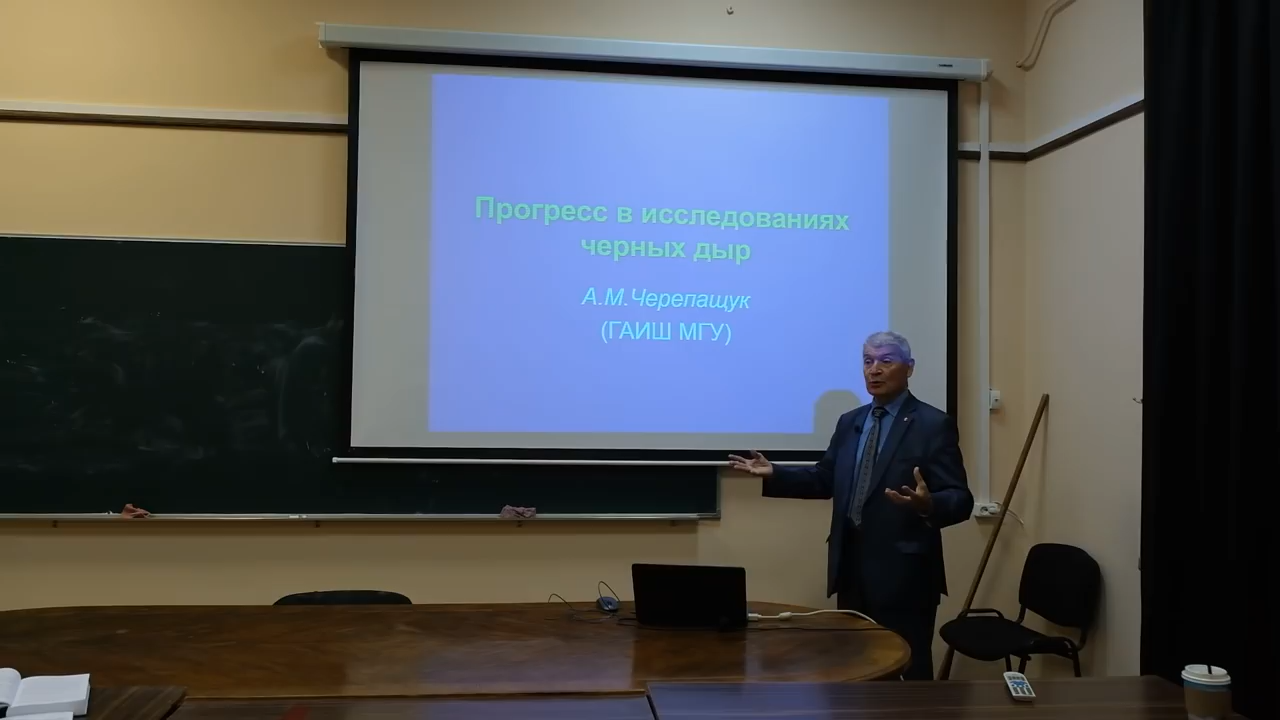 Прогресс в исследованиях
черных дыр
А.М.Черепащук
(ГАИШ МГУ)